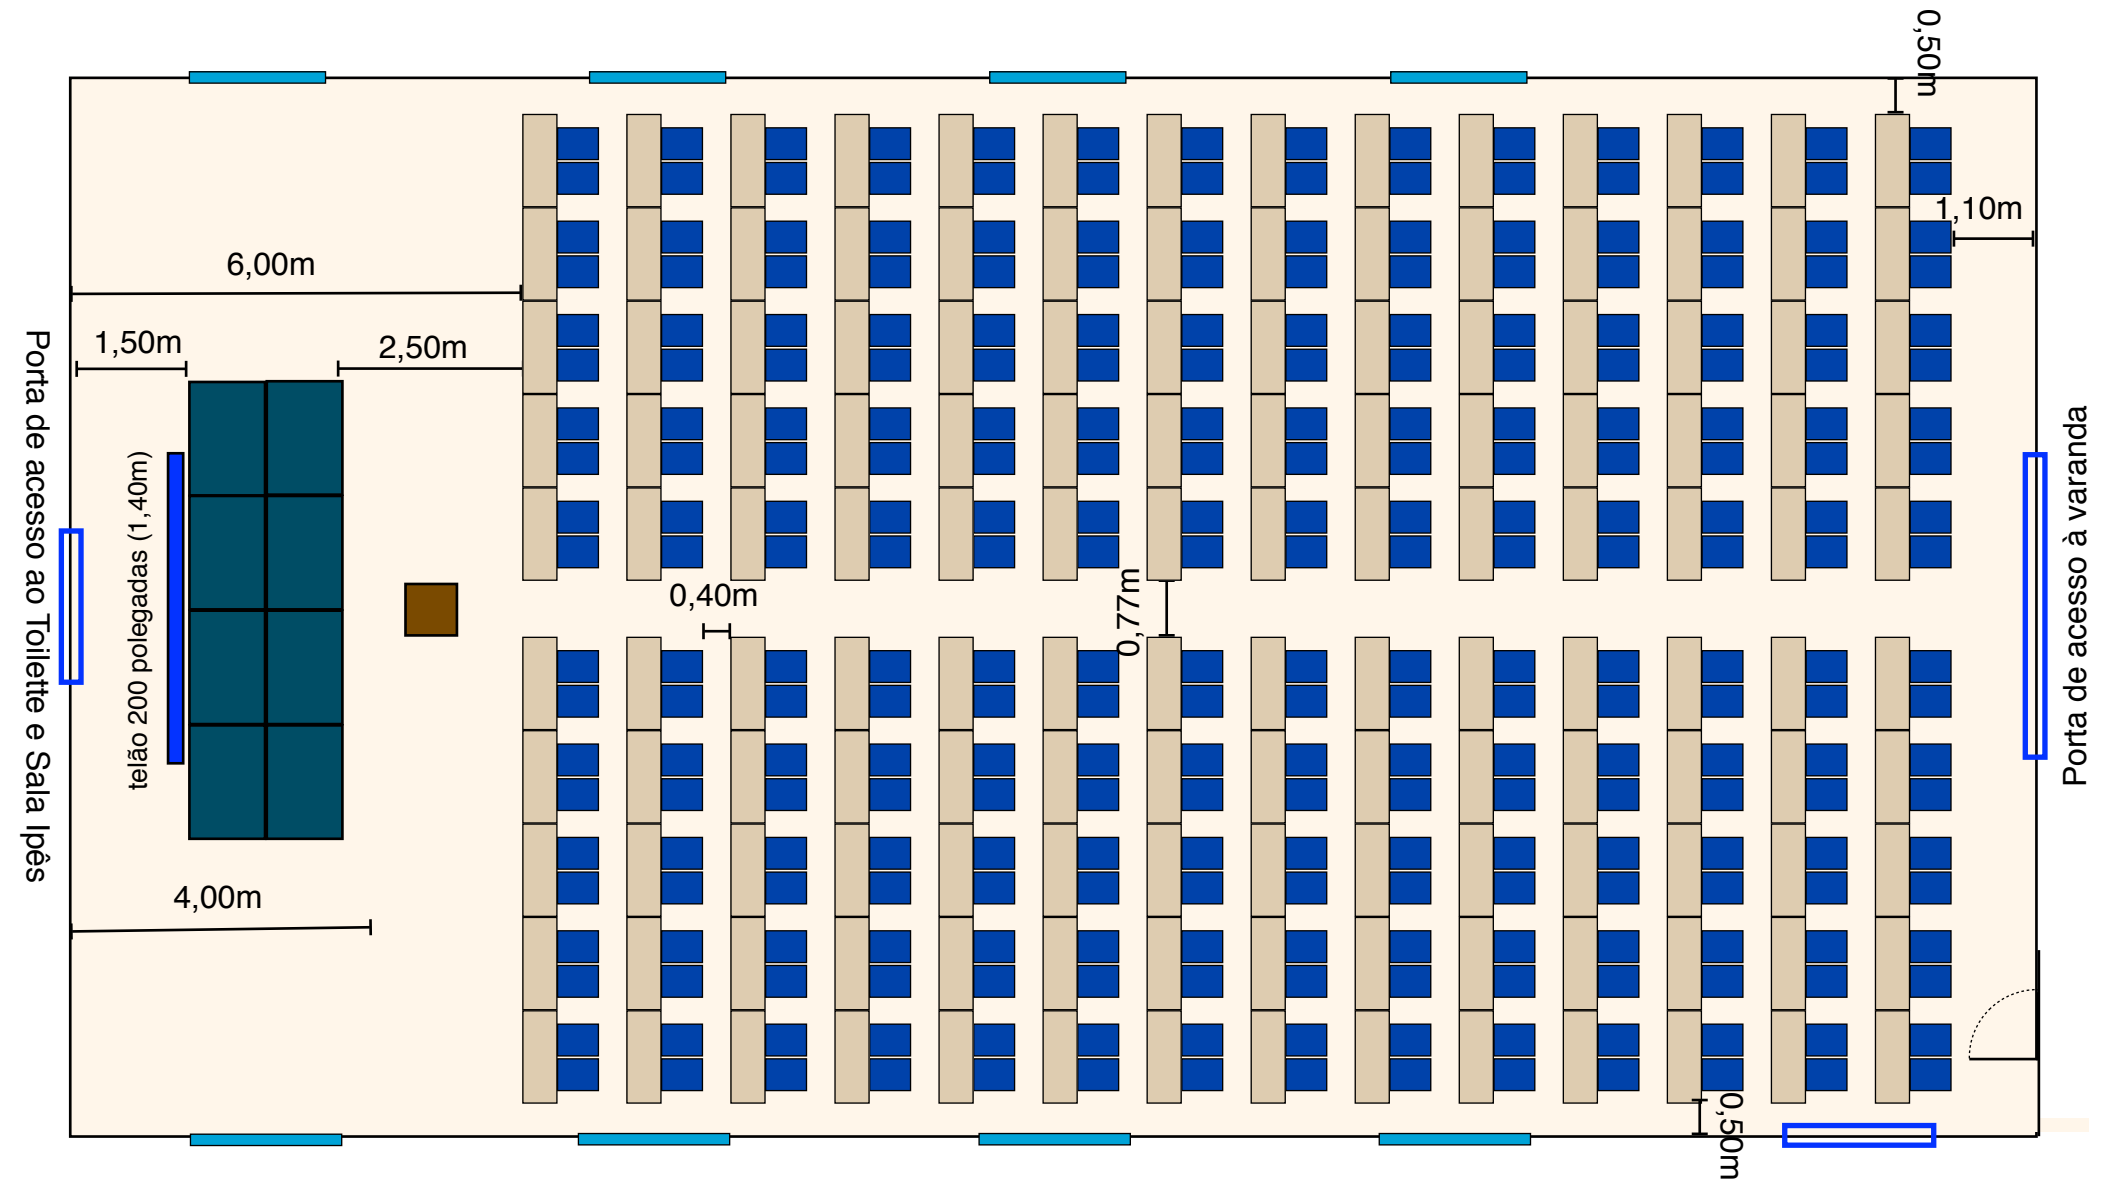 0,50m
1,10m
6,00m
1,50m
2,50m
Porta de acesso ao Toilette e Sala Ipês
telão 200 polegadas (1,40m)
0,40m
0,77m
Porta de acesso à varanda
4,00m
0,50m